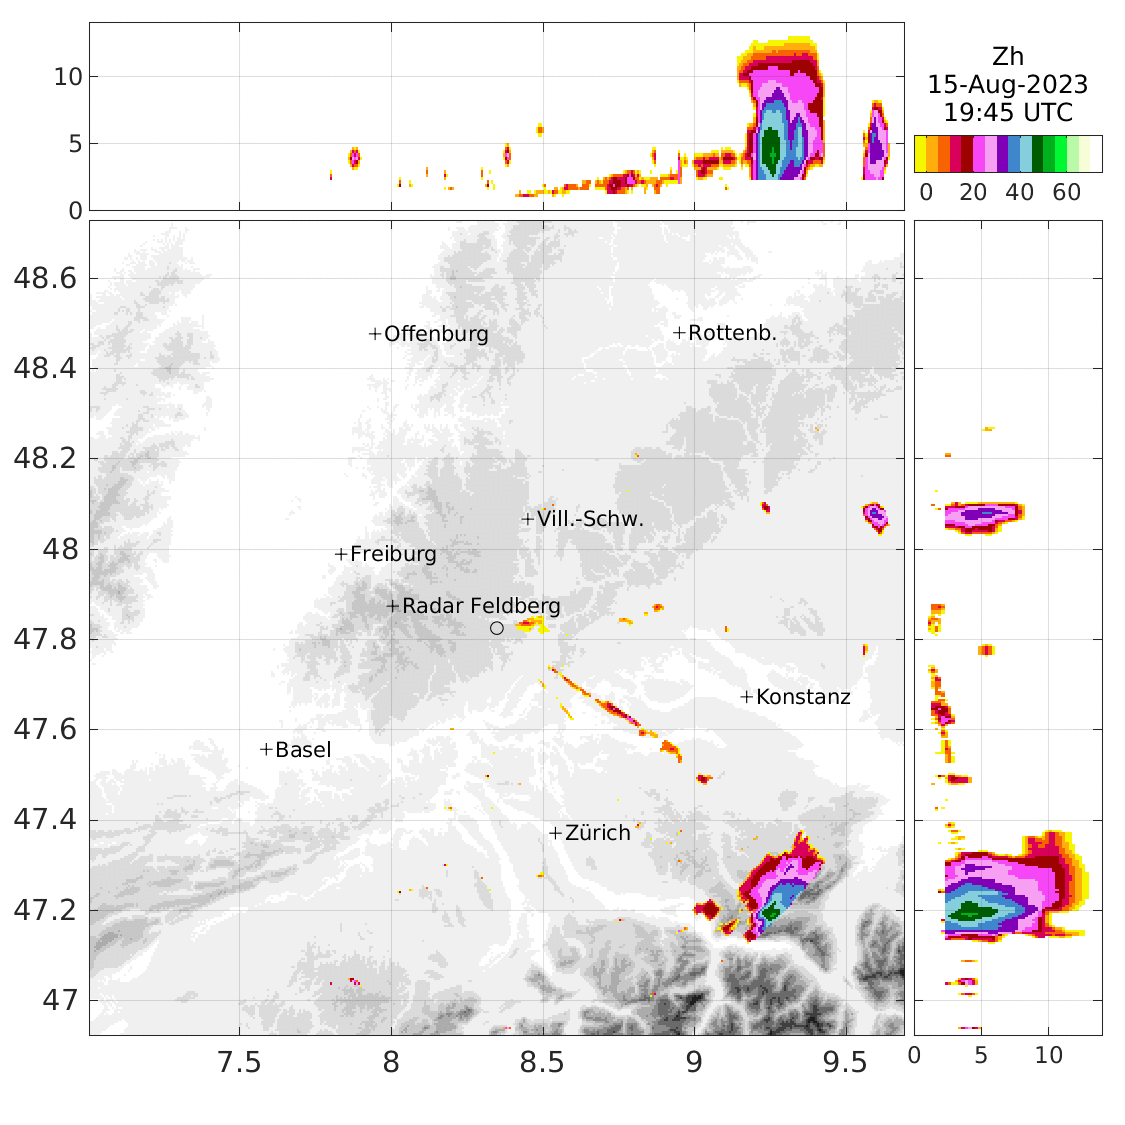 10
5
0
Zh
15-Aug-2023
19:45 UTC
0 20 40 60
48.6
48.4
48.2
48
47.8
47.6
47.4
47.2
47
+Offenburg
+Rottenb.
+Vill.-Schw.
+Freiburg
+Radar Feldberg
+Konstanz
+Basel
+Zürich
7.5 8 8.5 9 9.5
0 5 10